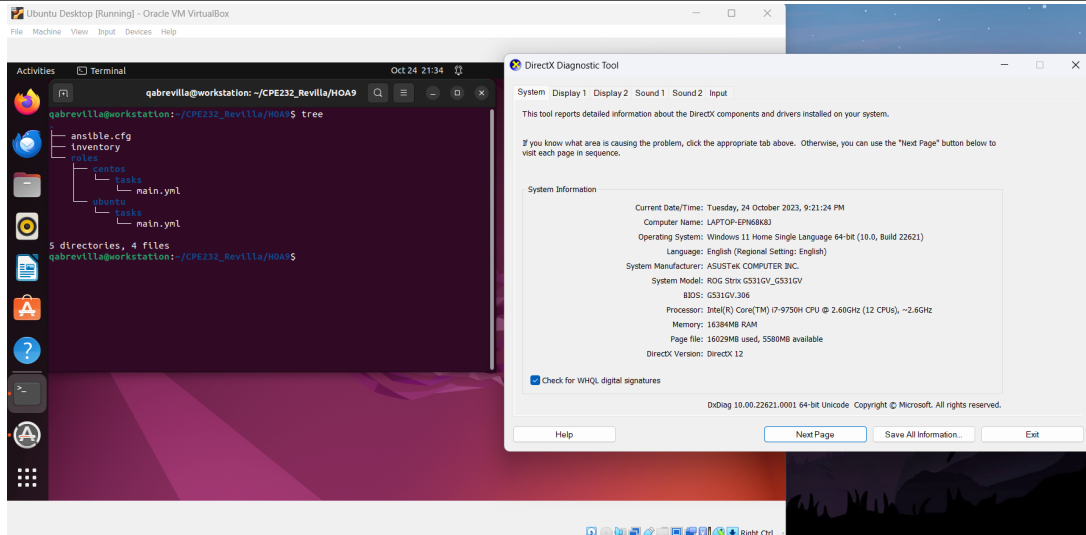 Ubuntu Desktop [Running] - Oracle VM VirtualBox
File Machine View Input Devices Help
Activities Terminal Oct 24 21:34
qabrevilla@workstation: ~/CPE232_Revilla/HOA9
qabrevilla@workstation:~/CPE232_Revilla/HOA9$ tree
.
├── ansible.cfg
├── inventory
└── roles
    ├── centos
    │   └── tasks
    │       └── main.yml
    └── ubuntu
        └── tasks
            └── main.yml
5 directories, 4 files
qabrevilla@workstation:~/CPE232_Revilla/HOA9$
Right Ctrl
DirectX Diagnostic Tool
System Display 1 Display 2 Sound 1 Sound 2 Input
This tool reports detailed information about the DirectX components and drivers installed on your system.
If you know what area is causing the problem, click the appropriate tab above. Otherwise, you can use the "Next Page" button below to
visit each page in sequence.
System Information
Current Date/Time: Tuesday, 24 October 2023, 9:21:24 PM
Computer Name: LAPTOP-EPN68K8J
Operating System: Windows 11 Home Single Language 64-bit (10.0, Build 22621)
Language: English (Regional Setting: English)
System Manufacturer: ASUSTeK COMPUTER INC.
System Model: ROG Strix G531GV_G531GV
BIOS: G531GV.306
Processor: Intel(R) Core(TM) i7-9750H CPU @ 2.60GHz (12 CPUs), ~2.6GHz
Memory: 16384MB RAM
Page file: 16029MB used, 5580MB available
DirectX Version: DirectX 12
Check for WHQL digital signatures
DxDiag 10.00.22621.0001 64-bit Unicode Copyright © Microsoft. All rights reserved.
Help Next Page Save All Information... Exit